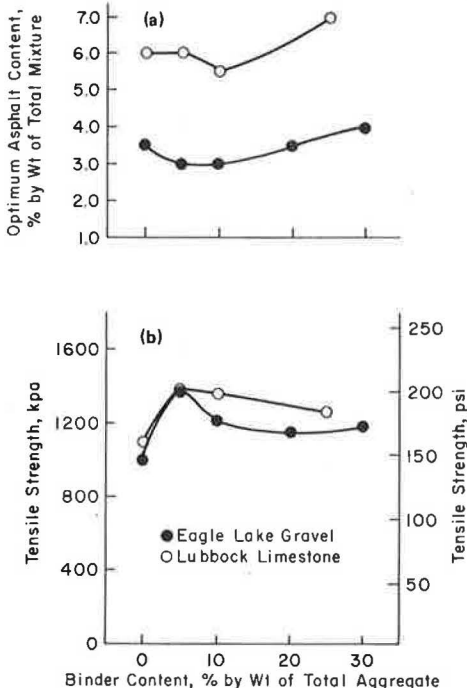 (a)
Optimum Asphalt Content,
% by Wt of Total Mixture
7.0
6.0
5.0
4.0
3.0
2.0
1.0
(b)
Tensile Strength, kpa
1600
1200
800
400
0
Tensile Strength, psi
250
200
150
100
50
Eagle Lake Gravel
Lubbock Limestone
0 10 20 30
Binder Content, % by Wt of Total Aggregate